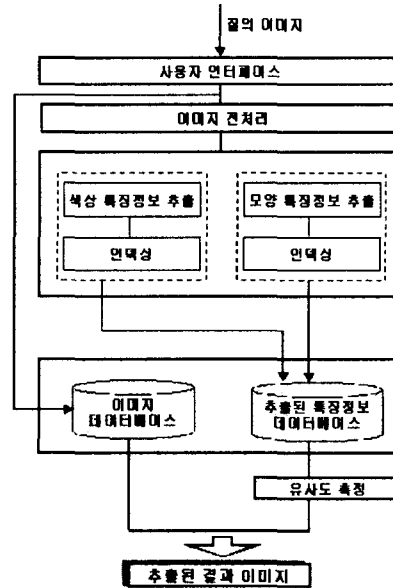 질의 이미지
사용자 인터페이스
이미지 전처리
색상 특징정보 추출
모양 특징정보 추출
인덱싱
인덱싱
이미지
데이터베이스
추출된 특징정보
데이터베이스
유사도 측정
추출된 결과 이미지